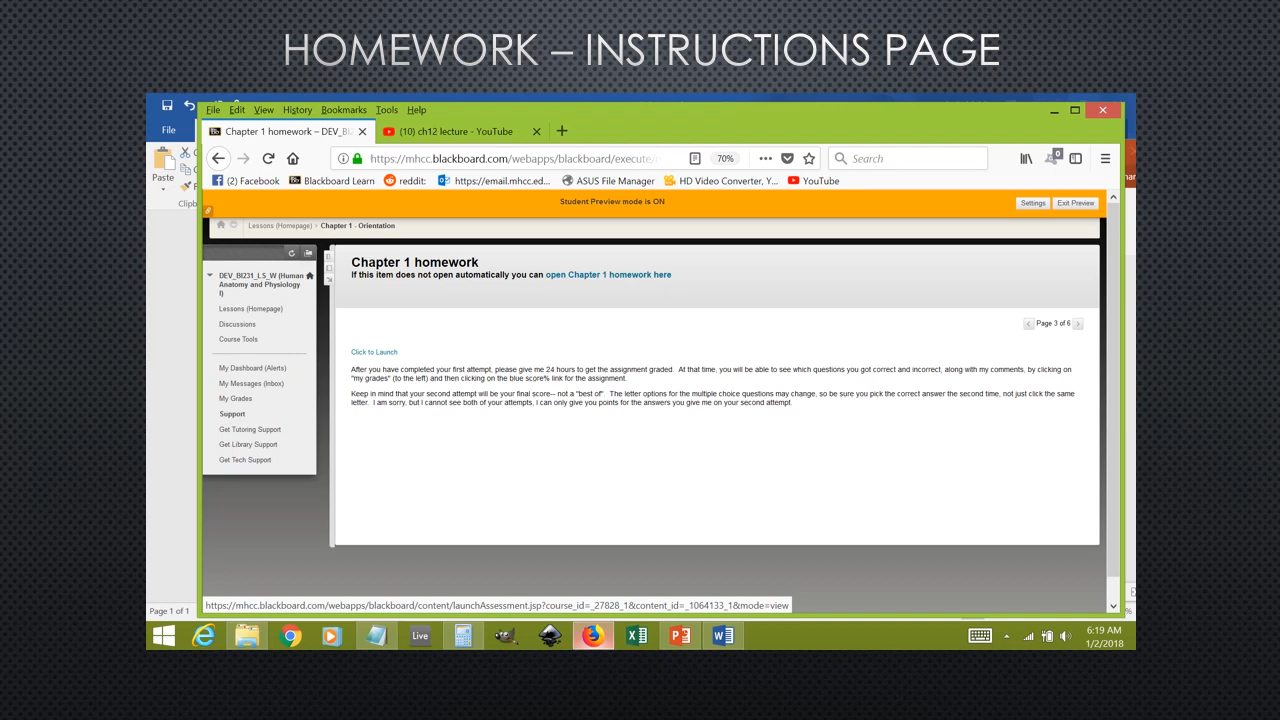 HOMEWORK – INSTRUCTIONS PAGE
File
Paste
Clipb
Page 1 of 1
File Edit View History Bookmarks Tools Help
Chapter 1 homework – DEV_BI
(10) ch12 lecture - YouTube
https://mhcc.blackboard.com/webapps/blackboard/execute/
70%
Search
0
(2) Facebook
Blackboard Learn
reddit:
https://email.mhcc.ed...
ASUS File Manager
HD Video Converter, Y...
YouTube
Student Preview mode is ON
Settings
Exit Preview
Lessons (Homepage) > Chapter 1 - Orientation
DEV_BI231_LS_W (Human
Anatomy and Physiology
I)
Lessons (Homepage)
Discussions
Course Tools
My Dashboard (Alerts)
My Messages (Inbox)
My Grades
Support
Get Tutoring Support
Get Library Support
Get Tech Support
Chapter 1 homework
If this item does not open automatically you can open Chapter 1 homework here
Page 3 of 6
Click to Launch
After you have completed your first attempt, please give me 24 hours to get the assignment graded. At that time, you will be able to see which questions you got correct and incorrect, along with my comments, by clicking on
"my grades" (to the left) and then clicking on the blue score% link for the assignment.
Keep in mind that your second attempt will be your final score-- not a "best of". The letter options for the multiple choice questions may change, so be sure you pick the correct answer the second time, not just click the same
letter. I am sorry, but I cannot see both of your attempts, I can only give you points for the answers you give me on your second attempt.
https://mhcc.blackboard.com/webapps/blackboard/content/launchAssessment.jsp?course_id=_27828_1&content_id=_1064133_1&mode=view
Live
6:19 AM
1/2/2018